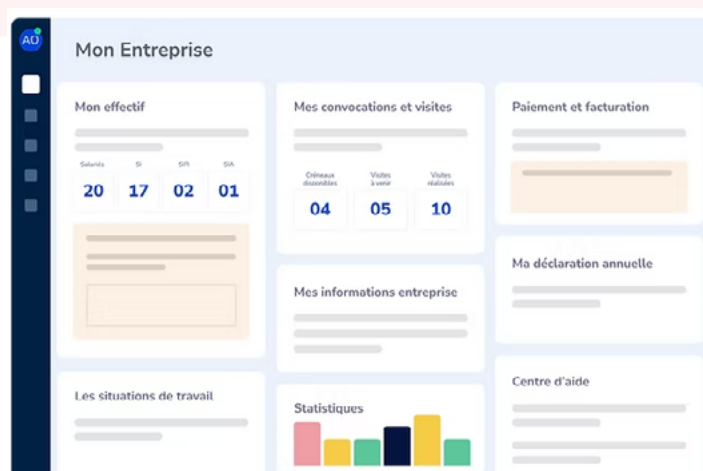 AO
Mon Entreprise
Mon effectif
Salariés SI SIR SIA
20 17 02 01
Les situations de travail
Mes convocations et visites
Créneaux disponibles
Visites à venir
Visites réalisées
04 05 10
Mes informations entreprise
Statistiques
Paiement et facturation
Ma déclaration annuelle
Centre d'aide